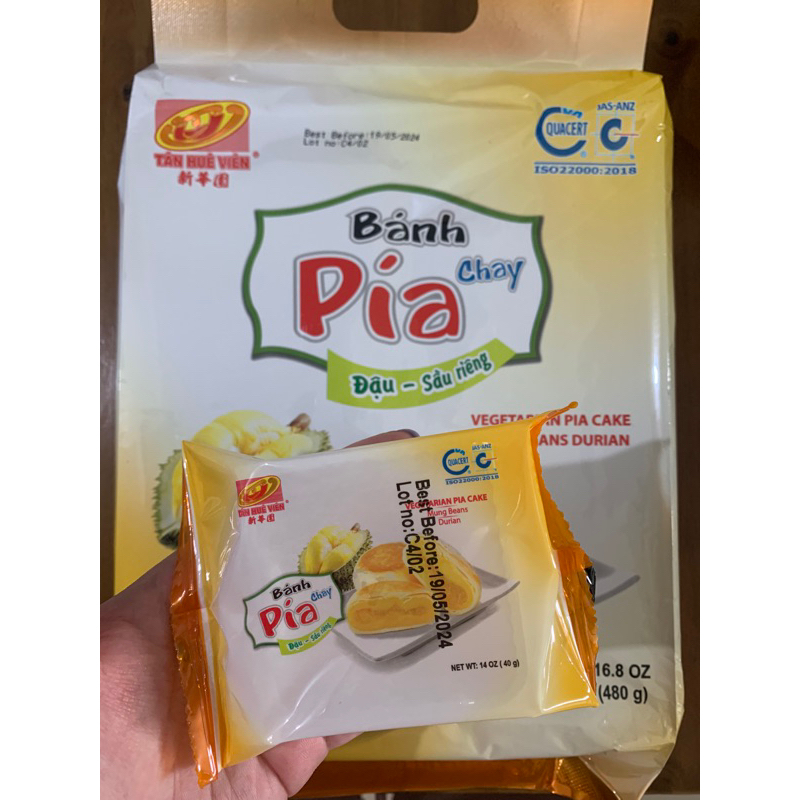 TÂN HUÊ VIÊN®
新華園
Best Before:19/05/2024
Lot no:C4/02
QUACERT
JAS-ANZ
ISO22000:2018
Bánh
Pía Chay
Đậu – Sầu riêng
VEGETARIAN PIA CAKE
ANS DURIAN
16.8 OZ
(480 g)
TÂN HUÊ VIÊN
新華園
QUACERT
JAS-ANZ
ISO22000:2018
VEGETARIAN PIA CAKE
Mung Beans
Durian
Best Before:19/05/2024
Lot no:C4/02
Bánh
Pía Chay
Đậu – Sầu riêng
NET WT: 14 OZ ( 40 g)